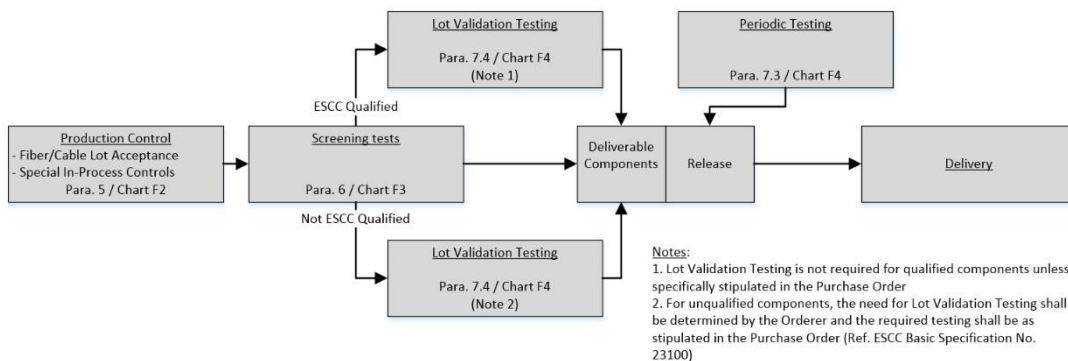 Lot Validation Testing
Para. 7.4 / Chart F4
(Note 1)
Periodic Testing
Para. 7.3 / Chart F4
ESCC Qualified
Production Control
- Fiber/Cable Lot Acceptance
- Special In-Process Controls
Para. 5 / Chart F2
Screening tests
Para. 6 / Chart F3
Deliverable
Components
Release
Delivery
Not ESCC Qualified
Lot Validation Testing
Para. 7.4 / Chart F4
(Note 2)
Notes:
1. Lot Validation Testing is not required for qualified components unless
specifically stipulated in the Purchase Order
2. For unqualified components, the need for Lot Validation Testing shall
be determined by the Orderer and the required testing shall be as
stipulated in the Purchase Order (Ref. ESCC Basic Specification No.
23100)